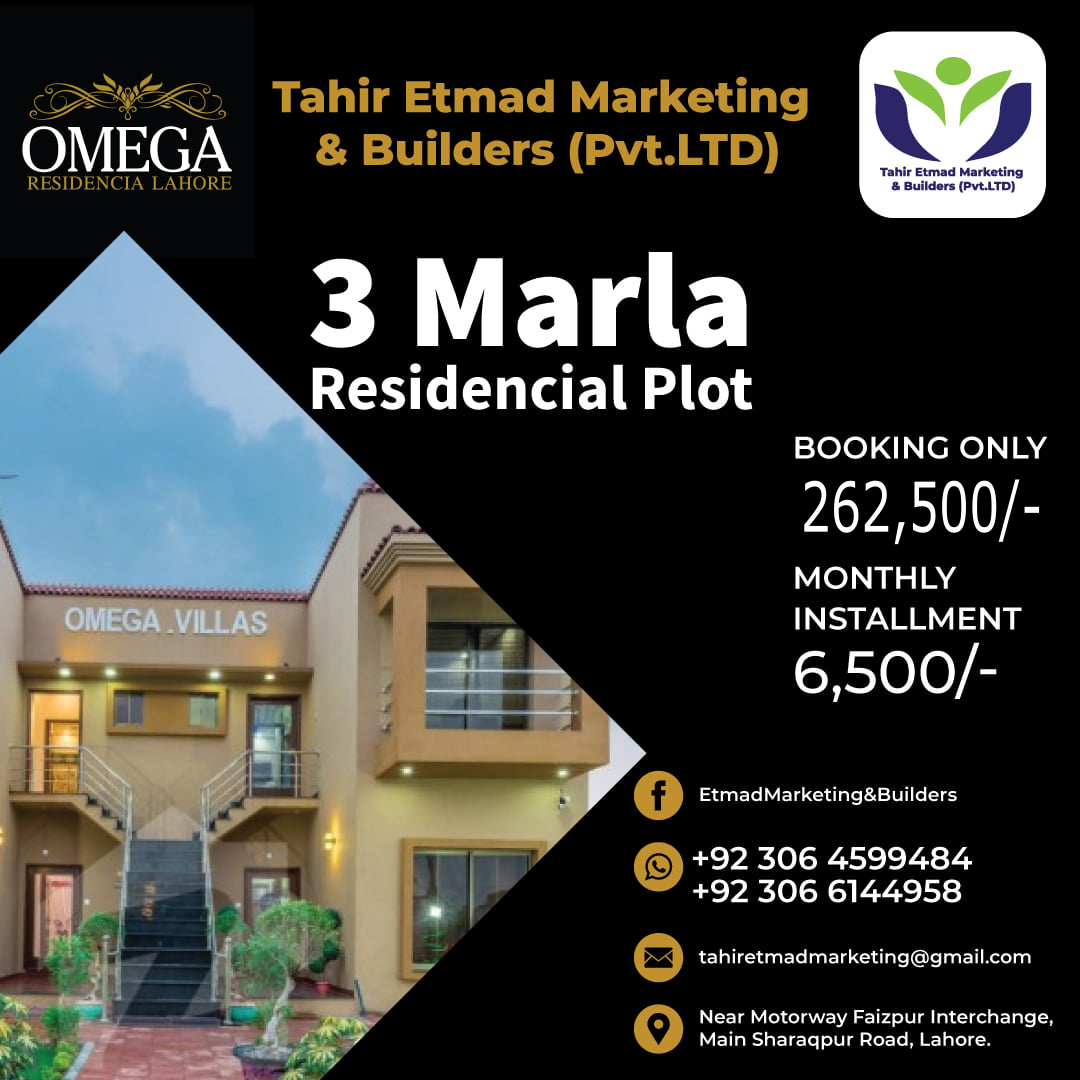 OMEGA
RESIDENCIA LAHORE
Tahir Etmad Marketing
& Builders (Pvt.LTD)
Tahir Etmad Marketing
& Builders (Pvt.LTD)
3 Marla
Residencial Plot
BOOKING ONLY
262,500/-
MONTHLY
INSTALLMENT
6,500/-
OMEGA VILLAS
EtmadMarketing&Builders
+92 306 4599484
+92 306 6144958
tahiretmadmarketing@gmail.com
Near Motorway Faizpur Interchange,
Main Sharaqpur Road, Lahore.